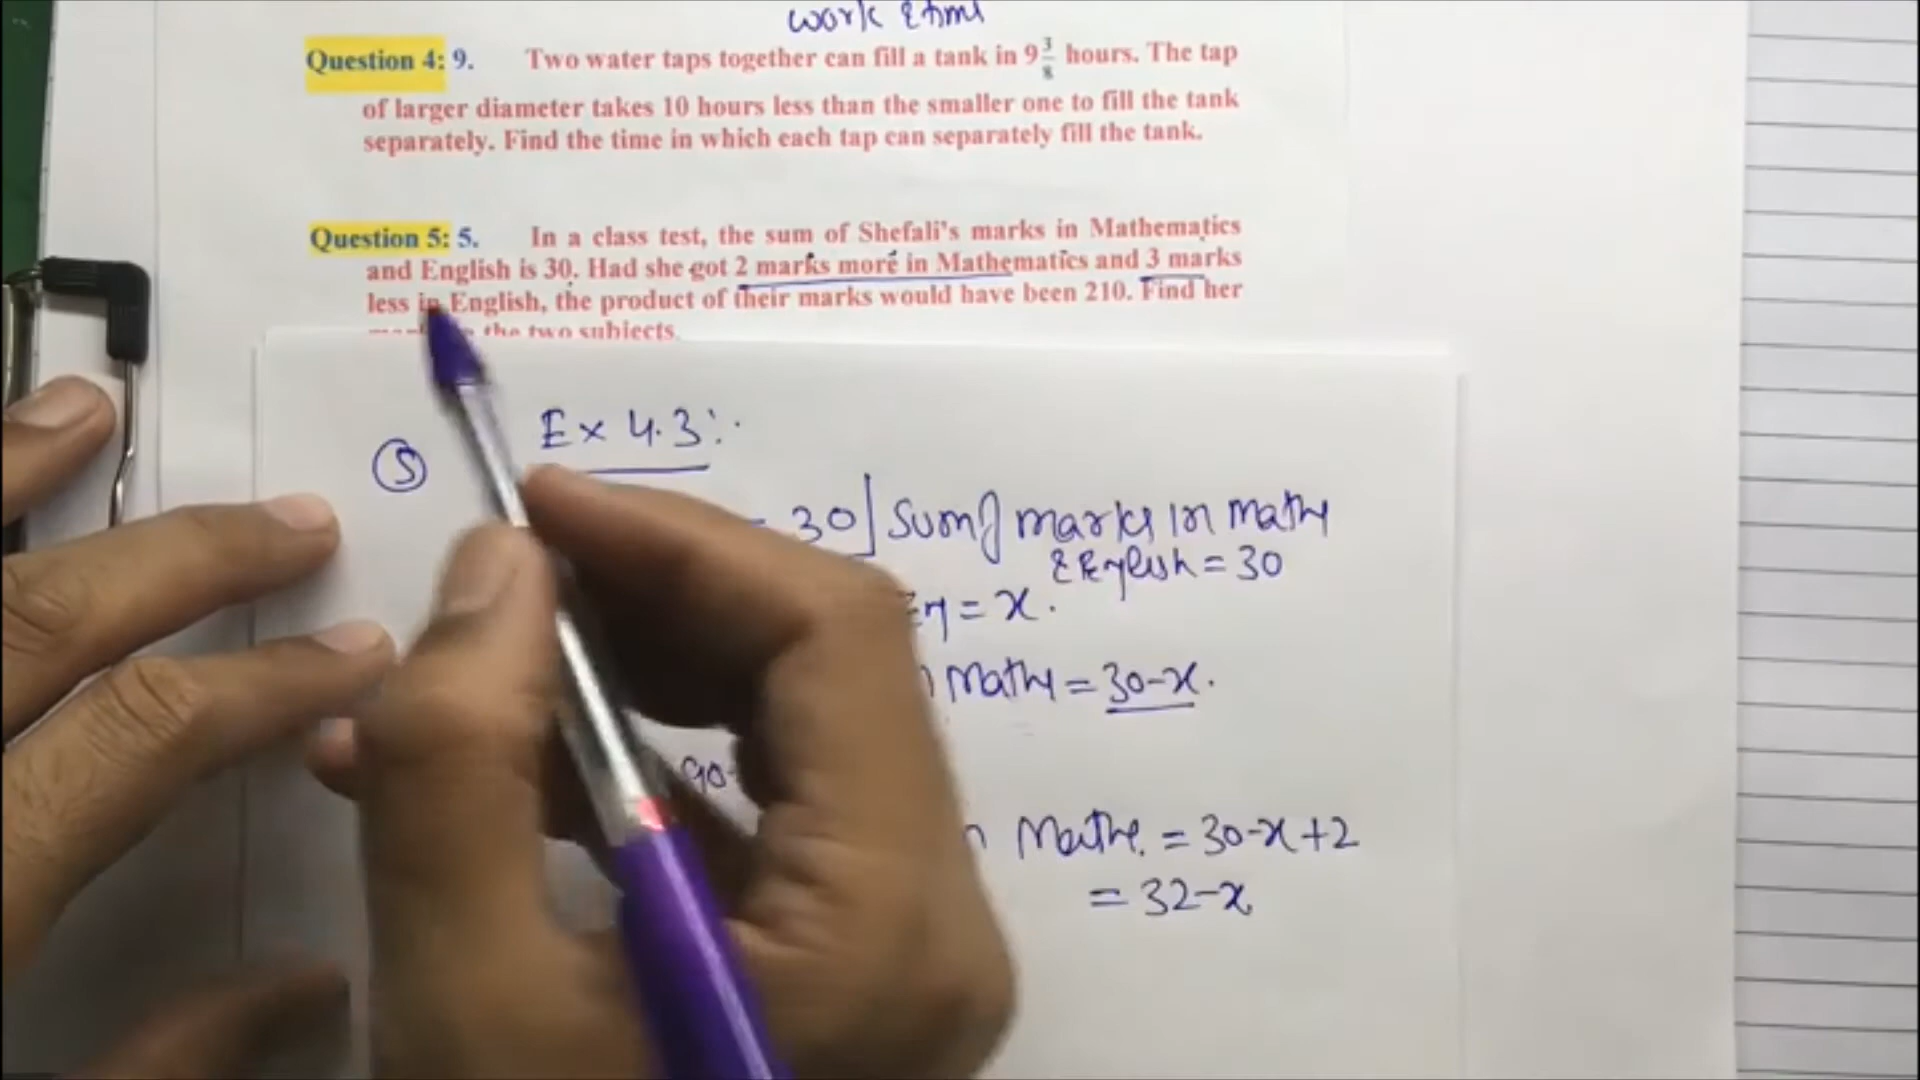 work & time
Question 4: 9. Two water taps together can fill a tank in 9 3/8 hours. The tap
of larger diameter takes 10 hours less than the smaller one to fill the tank
separately. Find the time in which each tap can separately fill the tank.
Question 5: 5. In a class test, the sum of Shefali's marks in Mathematics
and English is 30. Had she got 2 marks more in Mathematics and 3 marks
less in English, the product of their marks would have been 210. Find her
the two subjects.
Ex 4.3:
5
= 30 sum of marks in maths
& English = 30
= x.
Maths = 30-x.
Maths. = 30-x+2
= 32-x